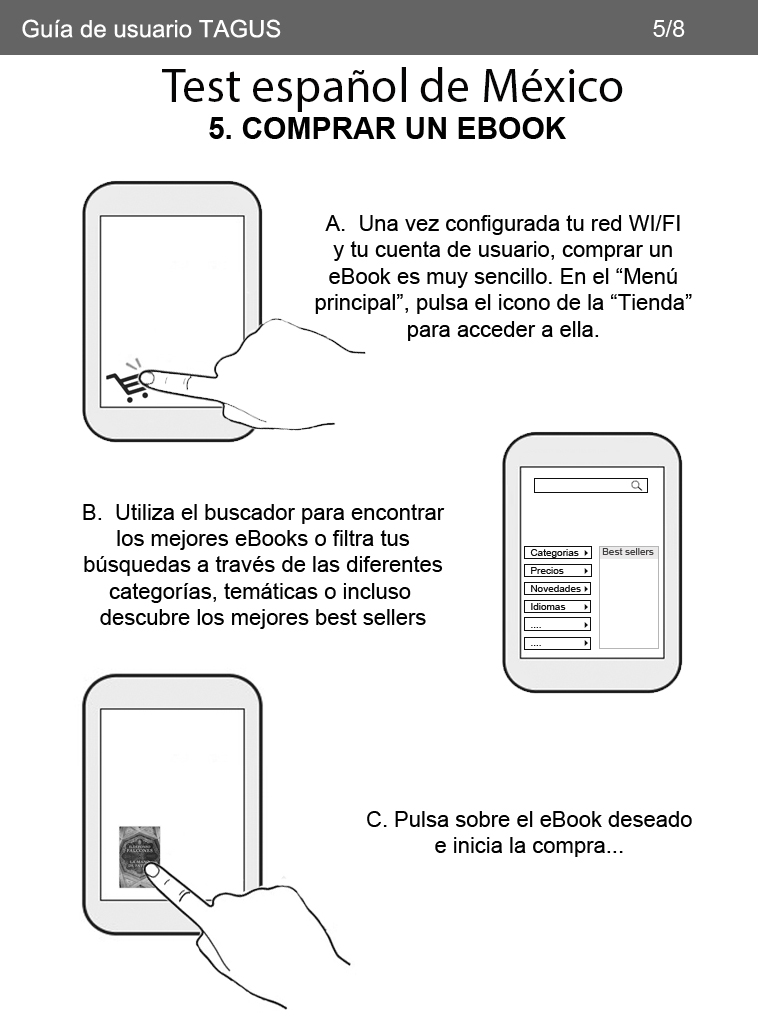 Guía de usuario TAGUS
5/8
Test español de México
5. COMPRAR UN EBOOK
A. Una vez configurada tu red WI/FI
y tu cuenta de usuario, comprar un
eBook es muy sencillo. En el “Menú
principal”, pulsa el icono de la “Tienda”
para acceder a ella.
B. Utiliza el buscador para encontrar
los mejores eBooks o filtra tus
búsquedas a través de las diferentes
categorías, temáticas o incluso
descubre los mejores best sellers
Categorias
Precios
Novedades
Idiomas
....
....
Best sellers
FALCONES
C. Pulsa sobre el eBook deseado
e inicia la compra...